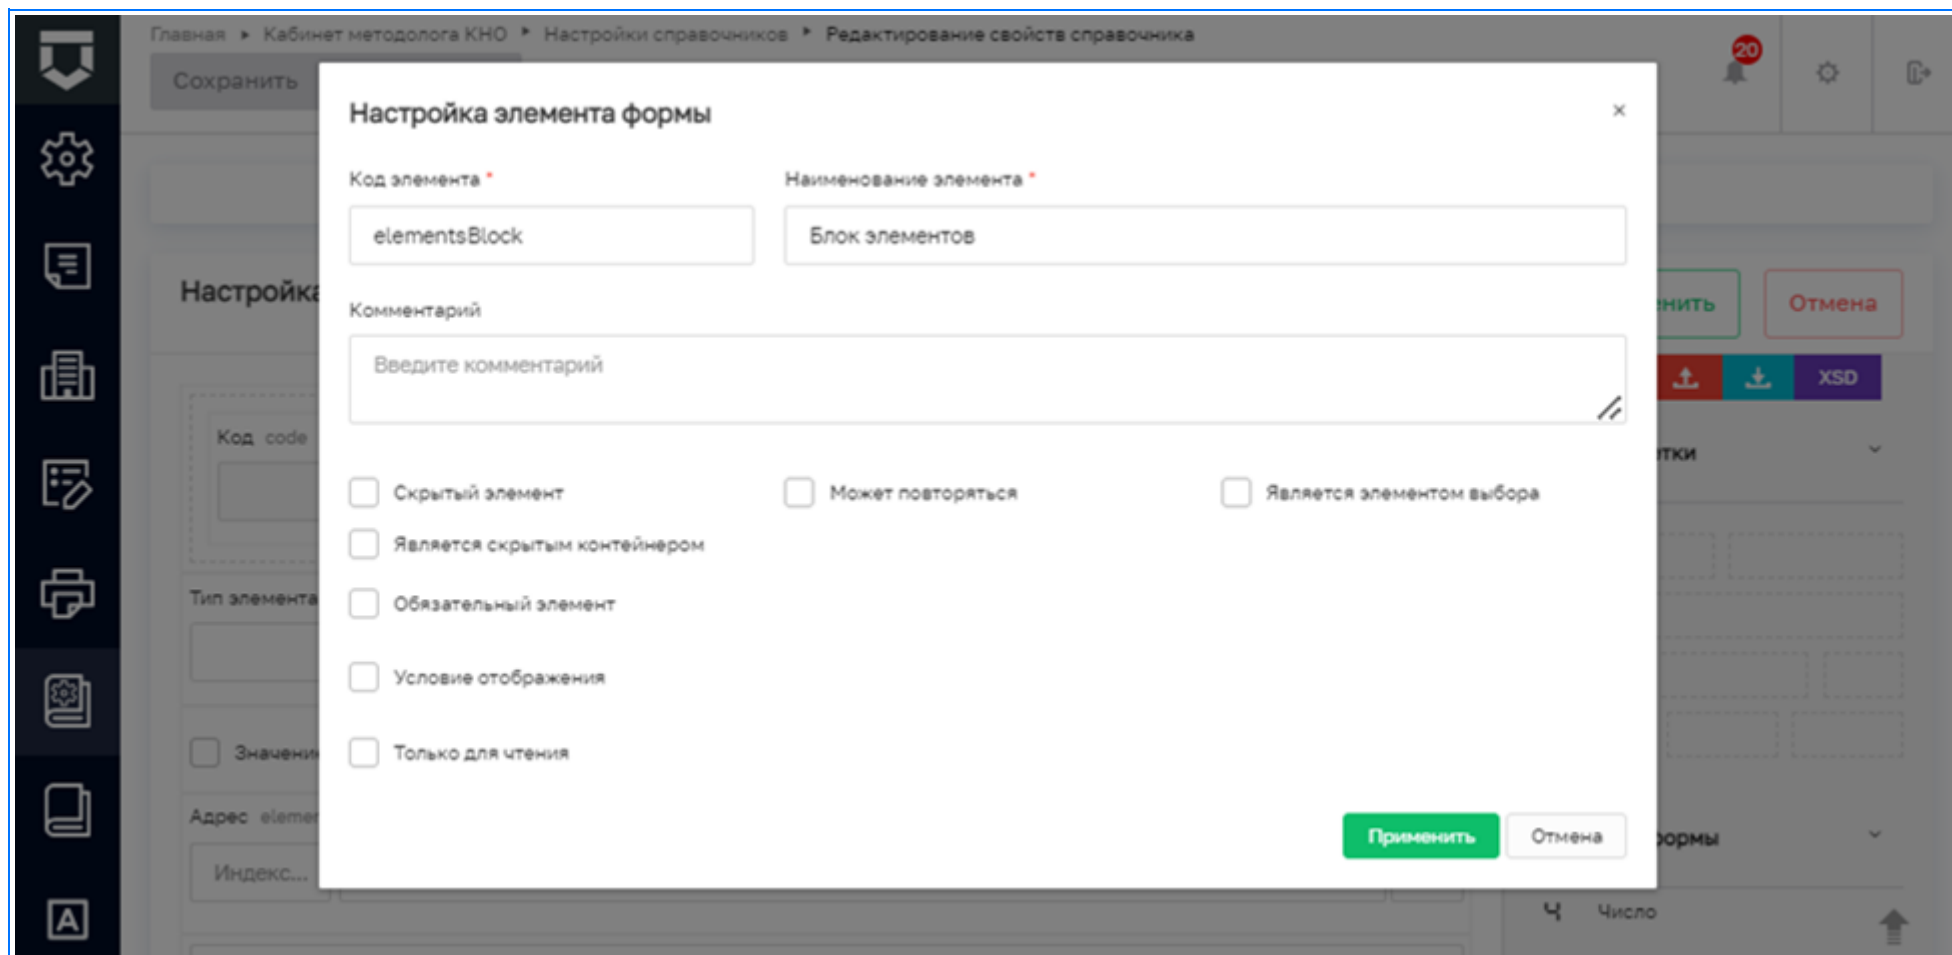 Главная ▸ Кабинет методолога КНО ▸ Настройки справочников ▸ Редактирование свойств справочника
20
Сохранить
Настройка элемента формы ×
Код элемента * Наименование элемента *
elementsBlock Блок элементов
Настройка
Отмена
Комментарий
Введите комментарий
XSD
Код code
Скрытый элемент Может повторяться Является элементом выбора
Является скрытым контейнером
Тип элемента
Обязательный элемент
Условие отображения
Только для чтения
Адрес
Применить Отмена
Индекс...
Число
A